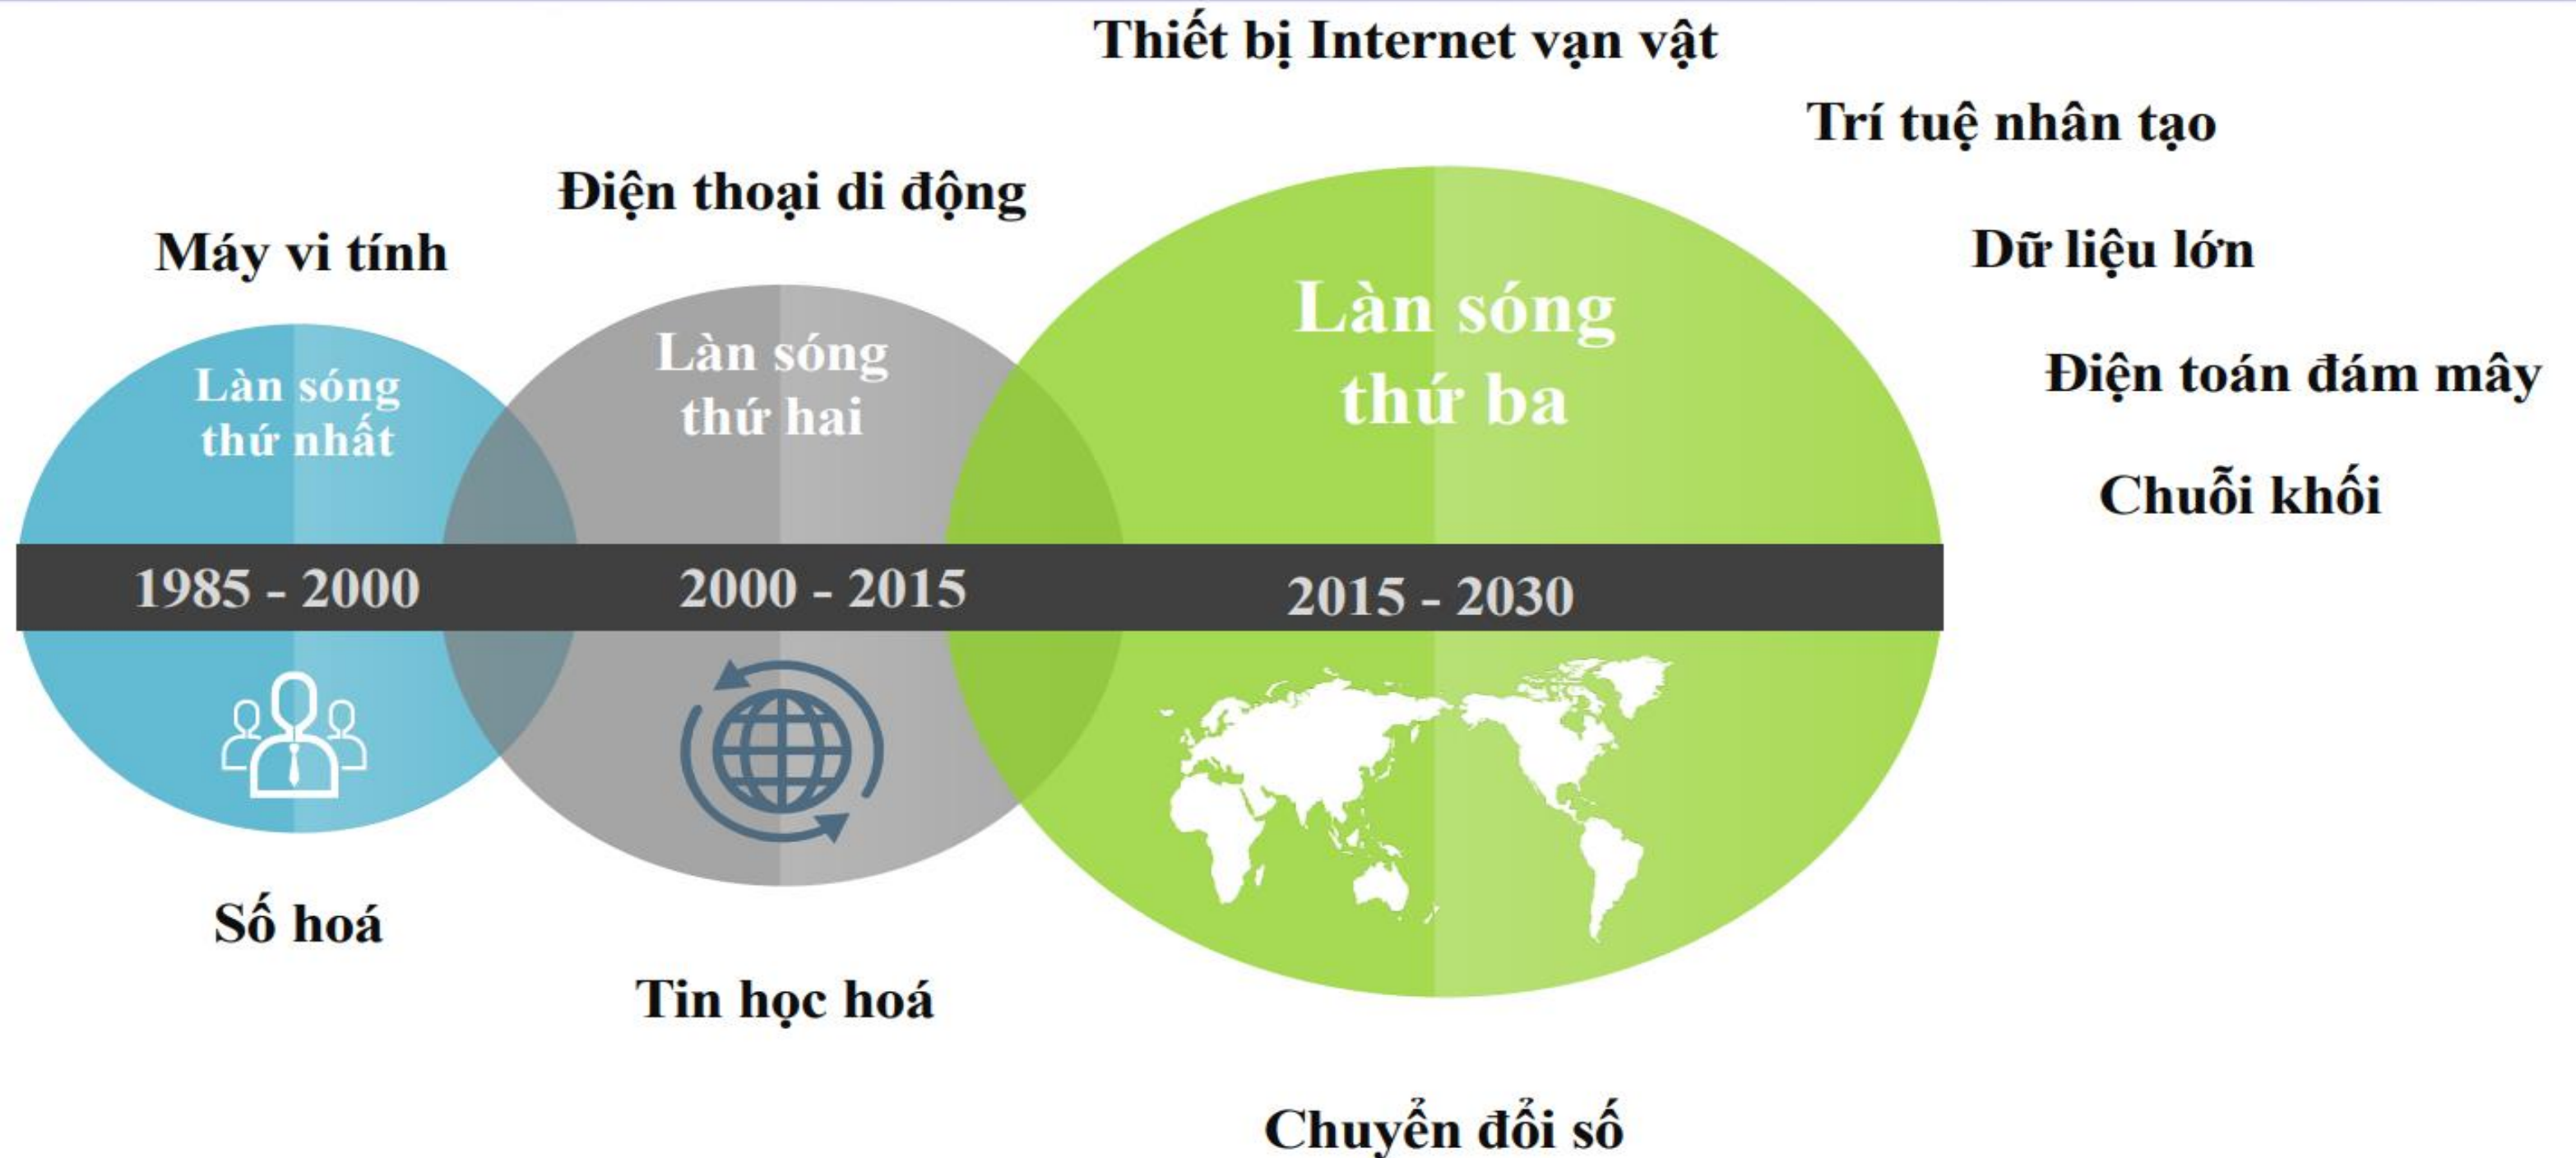 Thiết bị Internet vạn vật
Trí tuệ nhân tạo
Điện thoại di động
Máy vi tính
Dữ liệu lớn
Làn sóng
thứ nhất
Làn sóng
thứ hai
Làn sóng
thứ ba
Điện toán đám mây
Chuỗi khối
1985 - 2000
2000 - 2015
2015 - 2030
Số hoá
Tin học hoá
Chuyển đổi số